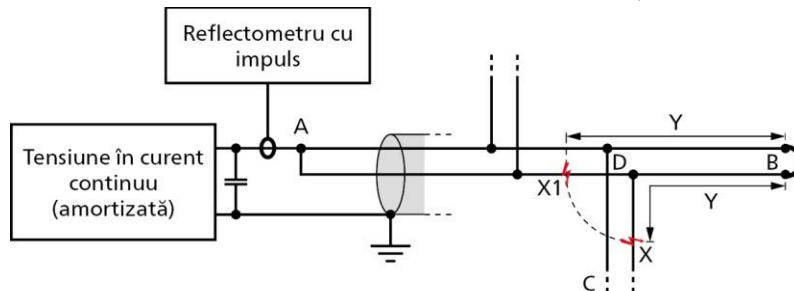 Reflectometru cu
impuls
Tensiune în curent
continuu
(amortizată)
A
Y
D
B
X1
Y
X
C